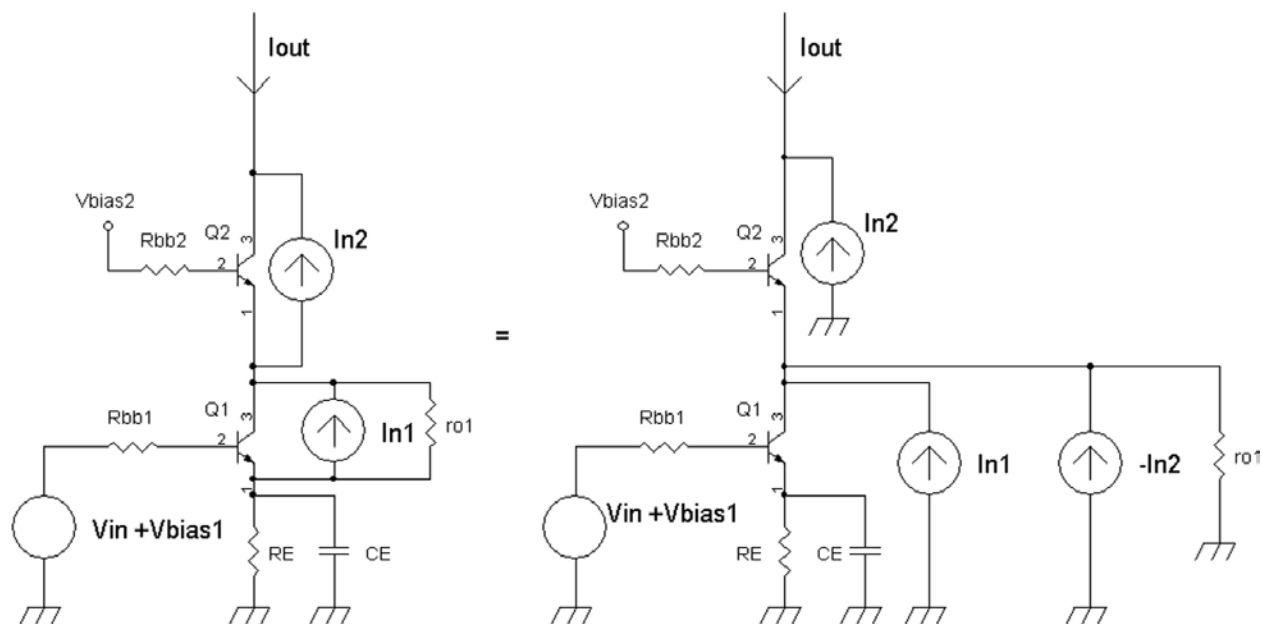 Iout
Vbias2
Rbb2
Q2
3
2
1
In2
Rbb1
Q1
3
2
1
In1
ro1
Vin +Vbias1
RE
CE
=
Iout
Vbias2
Rbb2
Q2
3
2
1
In2
Rbb1
Q1
3
2
1
In1
-In2
ro1
Vin +Vbias1
RE
CE